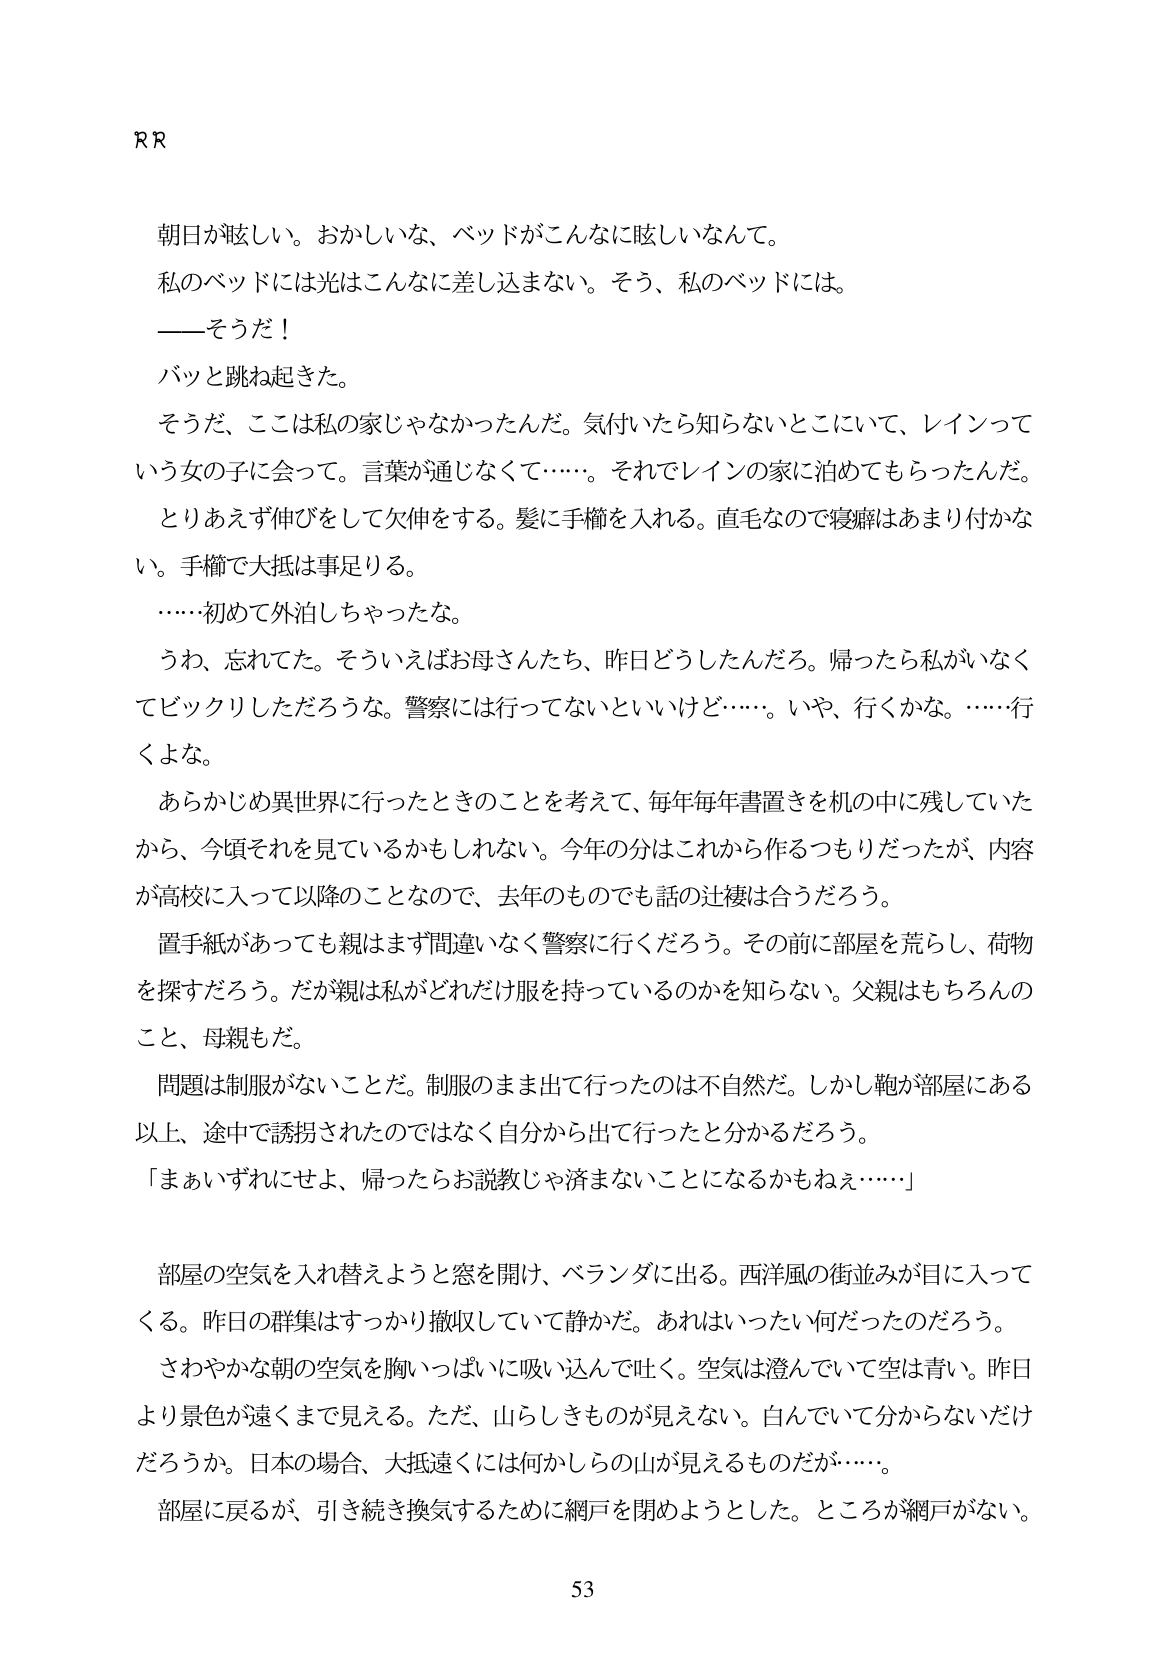 RR
朝日が眩しい。おかしいな、ベッドがこんなに眩しいなんて。
私のベッドには光はこんなに差し込まない。そう、私のベッドには。
――そうだ！
バッと跳ね起きた。
そうだ、ここは私の家じゃなかったんだ。気付いたら知らないとこにいて、レインって
いう女の子に会って。言葉が通じなくて……。それでレインの家に泊めてもらったんだ。
とりあえず伸びをして欠伸をする。髪に手櫛を入れる。直毛なので寝癖はあまり付かな
い。手櫛で大抵は事足りる。
……初めて外泊しちゃったな。
うわ、忘れてた。そういえばお母さんたち、昨日どうしたんだろ。帰ったら私がいなく
てビックリしただろうな。警察には行ってないといいけど……。いや、行くかな。……行
くよな。
あらかじめ異世界に行ったときのことを考えて、毎年毎年書置きを机の中に残していた
から、今頃それを見ているかもしれない。今年の分はこれから作るつもりだったが、内容
が高校に入って以降のことなので、去年のものでも話の辻褄は合うだろう。
置手紙があっても親はまず間違いなく警察に行くだろう。その前に部屋を荒らし、荷物
を探すだろう。だが親は私がどれだけ服を持っているのかを知らない。父親はもちろんの
こと、母親もだ。
問題は制服がないことだ。制服のまま出て行ったのは不自然だ。しかし鞄が部屋にある
以上、途中で誘拐されたのではなく自分から出て行ったと分かるだろう。
「まぁいずれにせよ、帰ったらお説教じゃ済まないことになるかもねぇ……」
部屋の空気を入れ替えようと窓を開け、ベランダに出る。西洋風の街並みが目に入って
くる。昨日の群集はすっかり撤収していて静かだ。あれはいったい何だったのだろう。
さわやかな朝の空気を胸いっぱいに吸い込んで吐く。空気は澄んでいて空は青い。昨日
より景色が遠くまで見える。ただ、山らしきものが見えない。白んでいて分からないだけ
だろうか。日本の場合、大抵遠くには何かしらの山が見えるものだが……。
部屋に戻るが、引き続き換気するために網戸を閉めようとした。ところが網戸がない。
53